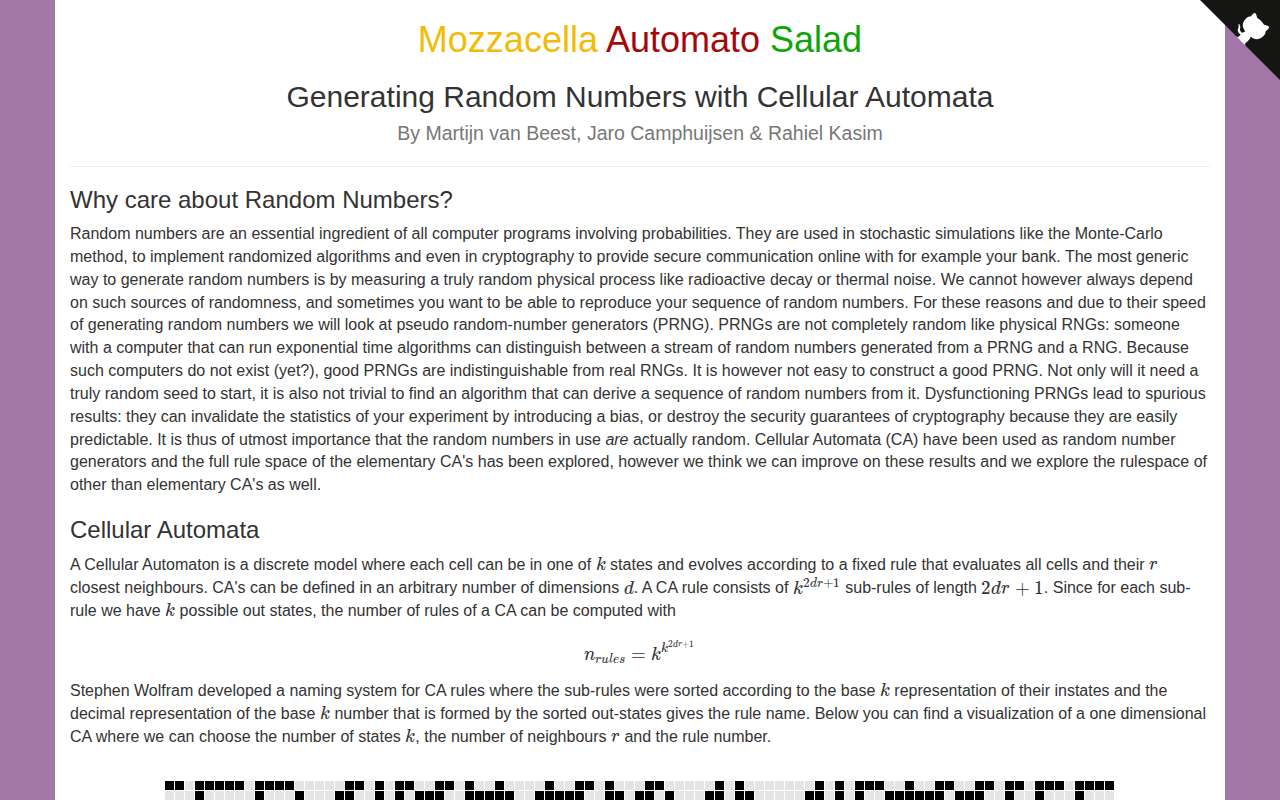 Mozzacella Automato Salad
Generating Random Numbers with Cellular Automata
By Martijn van Beest, Jaro Camphuijsen & Rahiel Kasim
Why care about Random Numbers?
Random numbers are an essential ingredient of all computer programs involving probabilities. They are used in stochastic simulations like the Monte-Carlo
method, to implement randomized algorithms and even in cryptography to provide secure communication online with for example your bank. The most generic
way to generate random numbers is by measuring a truly random physical process like radioactive decay or thermal noise. We cannot however always depend
on such sources of randomness, and sometimes you want to be able to reproduce your sequence of random numbers. For these reasons and due to their speed
of generating random numbers we will look at pseudo random-number generators (PRNG). PRNGs are not completely random like physical RNGs: someone
with a computer that can run exponential time algorithms can distinguish between a stream of random numbers generated from a PRNG and a RNG. Because
such computers do not exist (yet?), good PRNGs are indistinguishable from real RNGs. It is however not easy to construct a good PRNG. Not only will it need a
truly random seed to start, it is also not trivial to find an algorithm that can derive a sequence of random numbers from it. Dysfunctioning PRNGs lead to spurious
results: they can invalidate the statistics of your experiment by introducing a bias, or destroy the security guarantees of cryptography because they are easily
predictable. It is thus of utmost importance that the random numbers in use are actually random. Cellular Automata (CA) have been used as random number
generators and the full rule space of the elementary CA's has been explored, however we think we can improve on these results and we explore the rulespace of
other than elementary CA's as well.
Cellular Automata
A Cellular Automaton is a discrete model where each cell can be in one of k states and evolves according to a fixed rule that evaluates all cells and their r
closest neighbours. CA's can be defined in an arbitrary number of dimensions d. A CA rule consists of k^{2dr+1} sub-rules of length 2dr + 1. Since for each sub-
rule we have k possible out states, the number of rules of a CA can be computed with
n_{rules} = k^{k^{2dr+1}}
Stephen Wolfram developed a naming system for CA rules where the sub-rules were sorted according to the base k representation of their instates and the
decimal representation of the base k number that is formed by the sorted out-states gives the rule name. Below you can find a visualization of a one dimensional
CA where we can choose the number of states k, the number of neighbours r and the rule number.